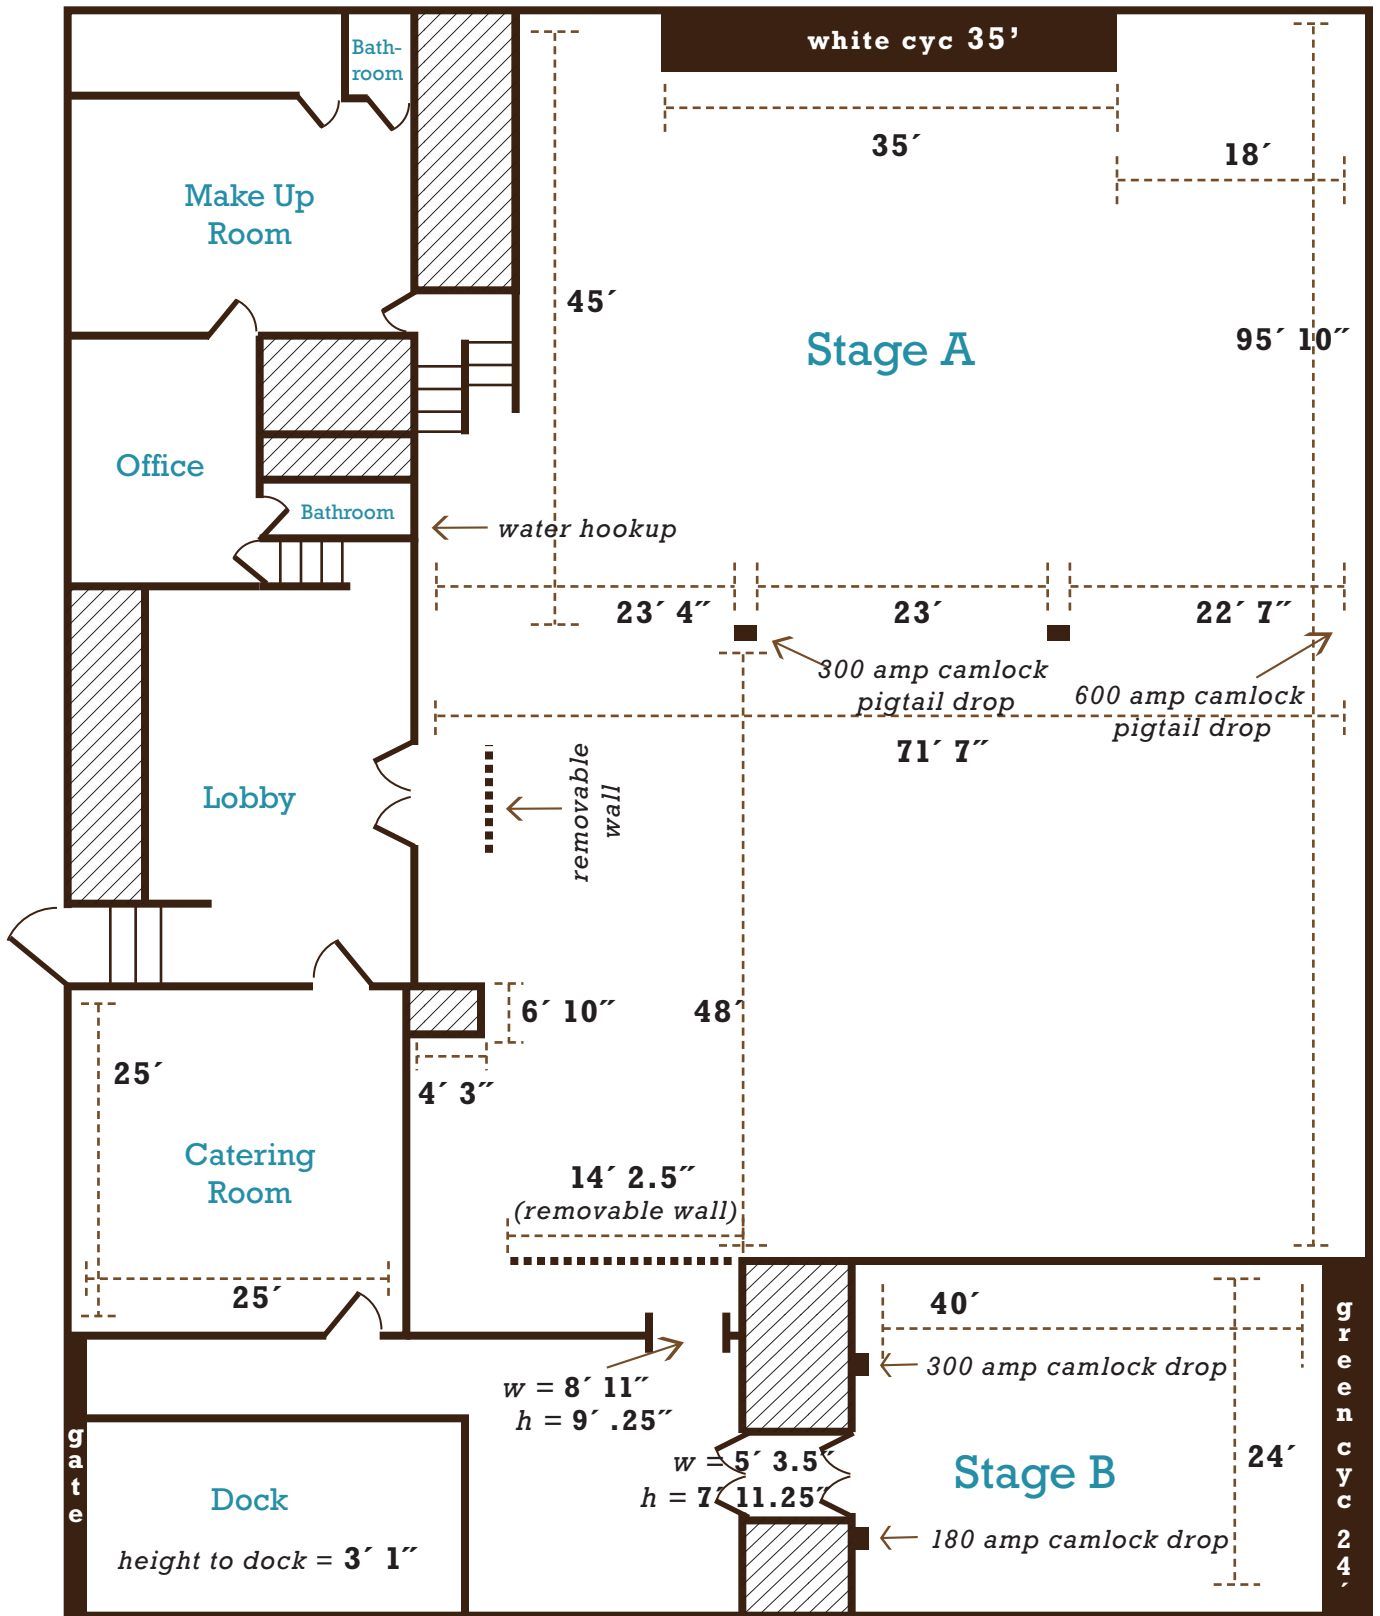 white cyc 35’
Bath-
room
35´
18´
Make Up
Room
45´
Stage A
95´ 10˝
Office
Bathroom
water hookup
23´ 4˝
23´
22´ 7˝
300 amp camlock
pigtail drop
600 amp camlock
pigtail drop
71´ 7˝
removable
wall
Lobby
6´ 10˝
48´
25´
4´ 3˝
Catering
Room
14´ 2.5˝
(removable wall)
25´
40´
green cyc 24´
300 amp camlock drop
w = 8´ 11˝
h = 9´ .25˝
gate
w = 5´ 3.5˝
h = 7´ 11.25˝
24´
Stage B
Dock
180 amp camlock drop
height to dock = 3´ 1˝